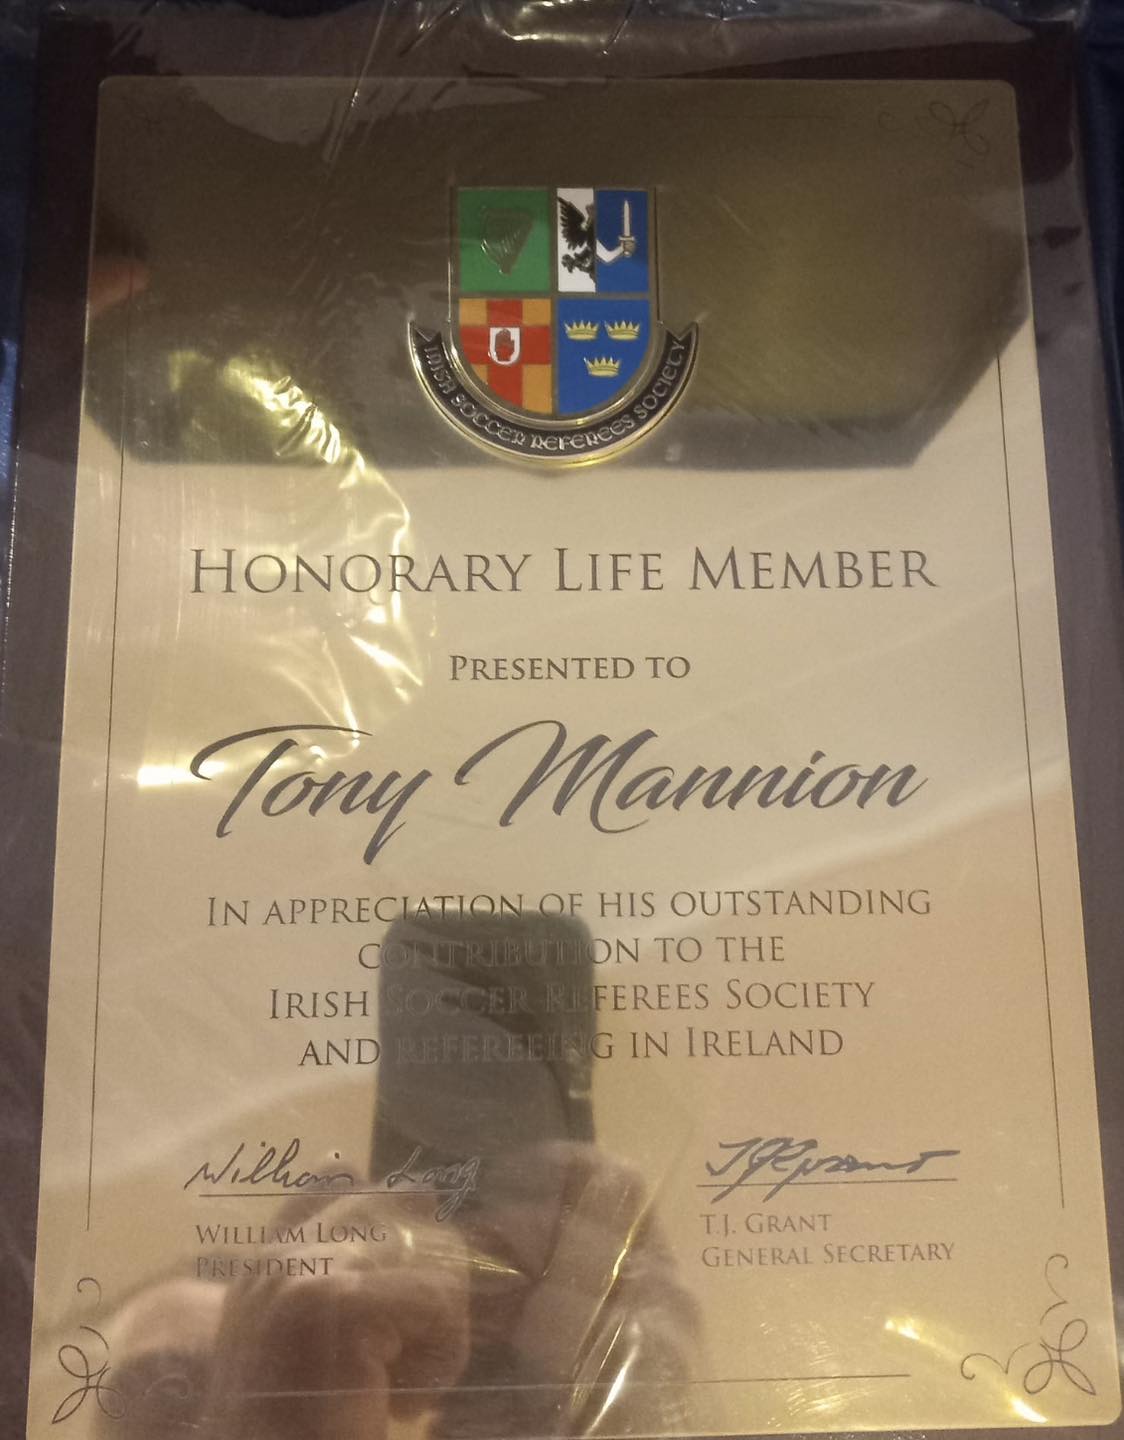 IRISH SOCCER REFEREES SOCIETY
HONORARY LIFE MEMBER
PRESENTED TO
Tony Mannion
IN APPRECIATION OF HIS OUTSTANDING
CONTRIBUTION TO THE
IRISH SOCCER REFEREES SOCIETY
AND REFEREEING IN IRELAND
William Long
WILLIAM LONG
PRESIDENT
TJ Grant
T.J. GRANT
GENERAL SECRETARY